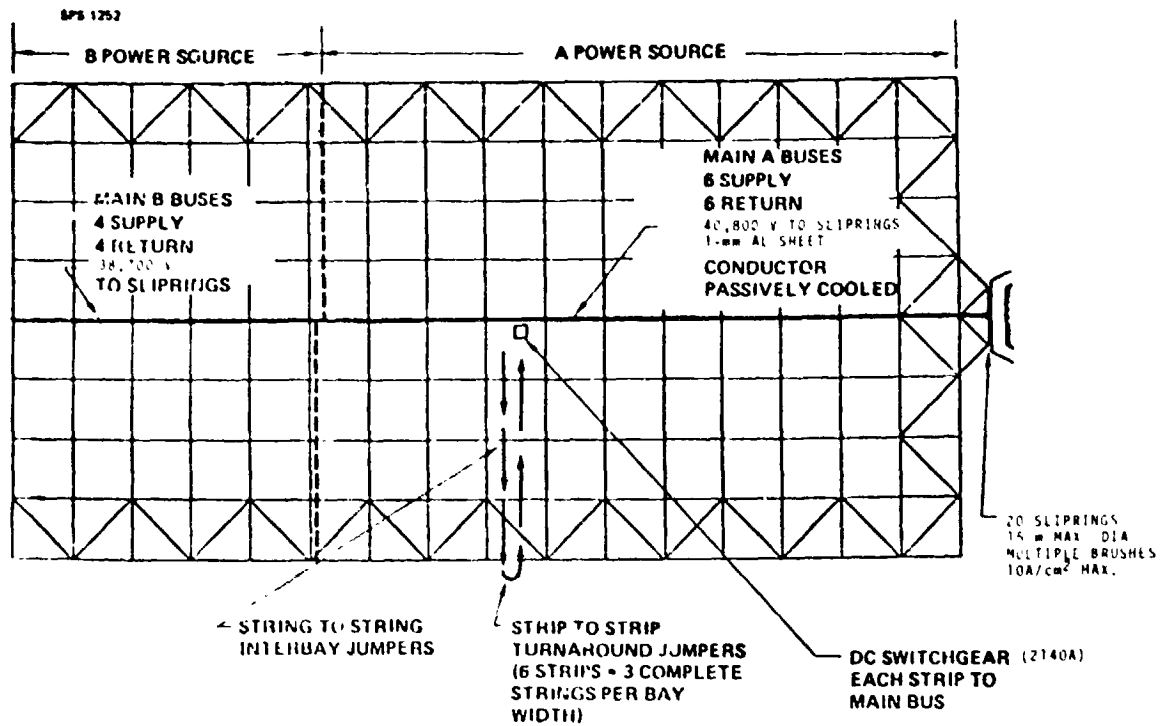 SPS 1252
B POWER SOURCE
A POWER SOURCE
MAIN B BUSES
4 SUPPLY
4 RETURN
38,700 V
TO SLIPRINGS
MAIN A BUSES
6 SUPPLY
6 RETURN
40,800 V TO SLIPRINGS
1-mm AL SHEET
CONDUCTOR
PASSIVELY COOLED
20 SLIPRINGS
16 m MAX. DIA
MULTIPLE BRUSHES
10A/cm² MAX.
STRING TO STRING
INTERBAY JUMPERS
STRIP TO STRIP
TURNAROUND JUMPERS
(6 STRIPS = 3 COMPLETE
STRINGS PER BAY
WIDTH)
DC SWITCHGEAR (2140A)
EACH STRIP TO
MAIN BUS